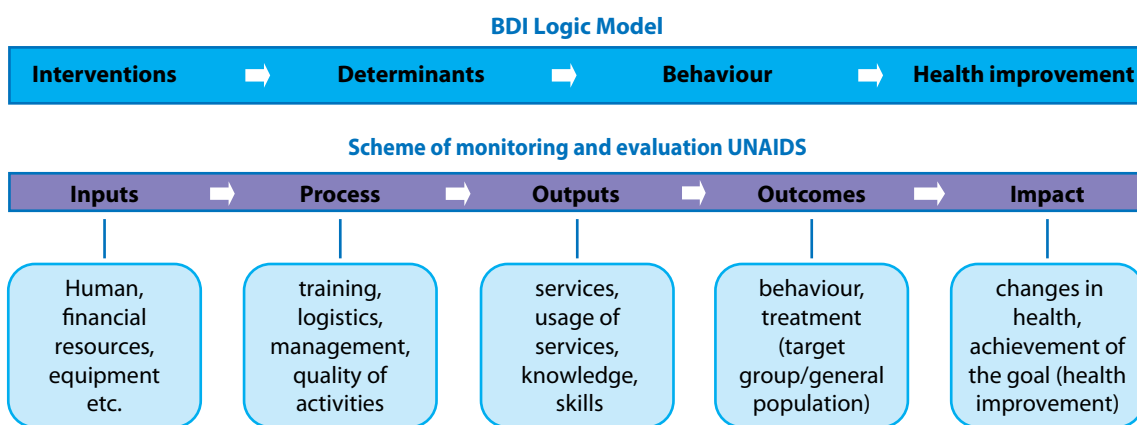 BDI Logic Model
Interventions Determinants Behaviour Health improvement
Scheme of monitoring and evaluation UNAIDS
Inputs Process Outputs Outcomes Impact
Human,
financial
resources,
equipment
etc.
training,
logistics,
management,
quality of
activities
services,
usage of
services,
knowledge,
skills
behaviour,
treatment
(target
group/general
population)
changes in
health,
achievement of
the goal (health
improvement)